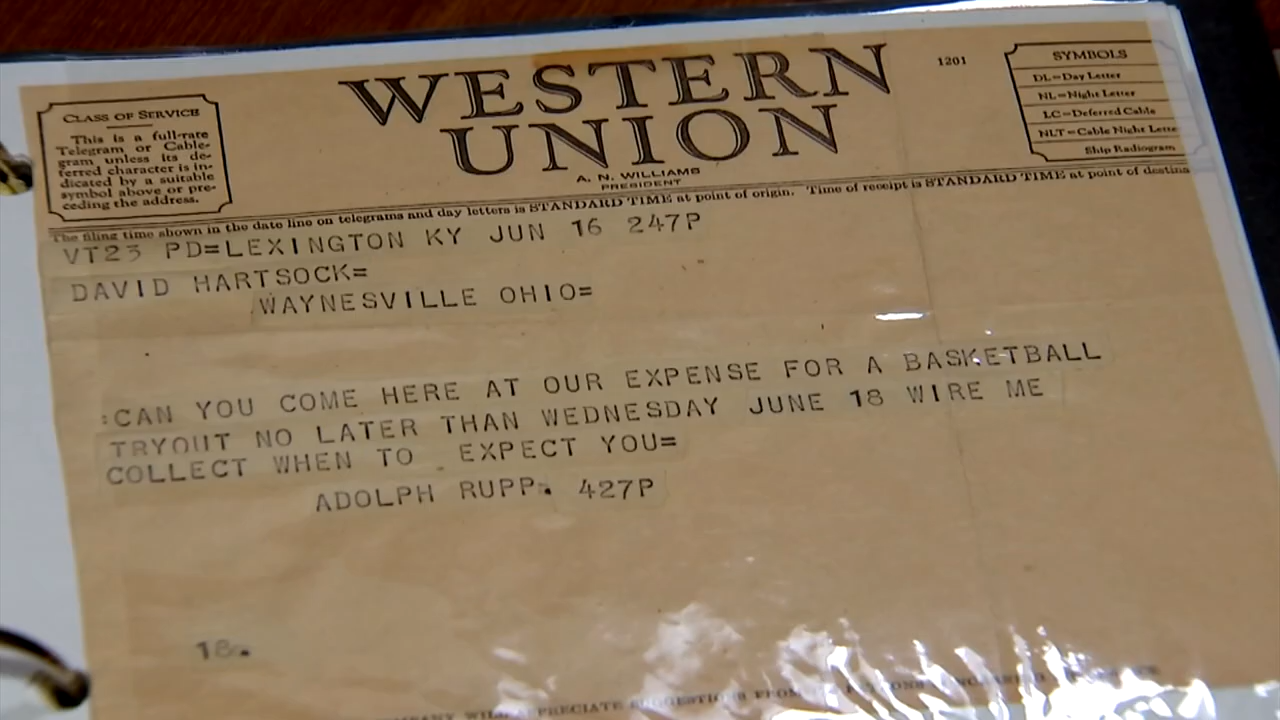 CLASS OF SERVICE
This is a full-rate
Telegram or Cable-
gram unless its de-
ferred character is in-
dicated by a suitable
symbol above or pre-
ceding the address.
WESTERN
UNION
A. N. WILLIAMS
PRESIDENT
1201
SYMBOLS
DL=Day Letter
NL=Night Letter
LC=Deferred Cable
NLT=Cable Night Lette
Ship Radiogram
The filing time shown in the date line on telegrams and day letters is STANDARD TIME at point of origin. Time of receipt is STANDARD TIME at point of destina
VT23 PD=LEXINGTON KY JUN 16 247P
DAVID HARTSOCK=
WAYNESVILLE OHIO=
:CAN YOU COME HERE AT OUR EXPENSE FOR A BASKETBALL
TRYOUT NO LATER THAN WEDNESDAY JUNE 18 WIRE ME
COLLECT WHEN TO EXPECT YOU=
ADOLPH RUPP. 427P
18.
WILL APPRECIATE SUGGESTIONS FROM